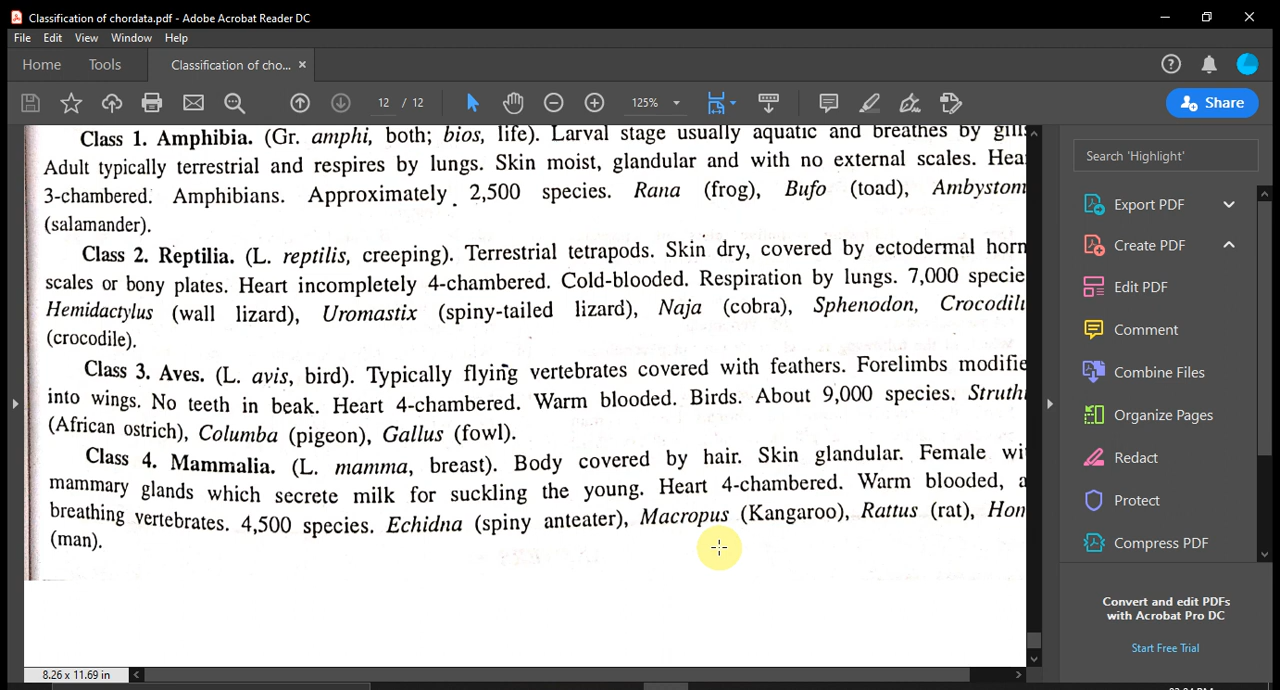 Classification of chordata.pdf - Adobe Acrobat Reader DC
File Edit View Window Help
Home Tools Classification of cho... ×
12 / 12 125% Share
Class 1. Amphibia. (Gr. amphi, both; bios, life). Larval stage usually aquatic and breathes by gills
Adult typically terrestrial and respires by lungs. Skin moist, glandular and with no external scales. Hea
3-chambered. Amphibians. Approximately 2,500 species. Rana (frog), Bufo (toad), Ambystom
(salamander).
Class 2. Reptilia. (L. reptilis, creeping). Terrestrial tetrapods. Skin dry, covered by ectodermal horn
scales or bony plates. Heart incompletely 4-chambered. Cold-blooded. Respiration by lungs. 7,000 specie
Hemidactylus (wall lizard), Uromastix (spiny-tailed lizard), Naja (cobra), Sphenodon, Crocodilu
(crocodile).
Class 3. Aves. (L. avis, bird). Typically flying vertebrates covered with feathers. Forelimbs modifie
into wings. No teeth in beak. Heart 4-chambered. Warm blooded. Birds. About 9,000 species. Struthi
(African ostrich), Columba (pigeon), Gallus (fowl).
Class 4. Mammalia. (L. mamma, breast). Body covered by hair. Skin glandular. Female wi
mammary glands which secrete milk for suckling the young. Heart 4-chambered. Warm blooded, a
breathing vertebrates. 4,500 species. Echidna (spiny anteater), Macropus (Kangaroo), Rattus (rat), Hom
(man).
8.26 x 11.69 in
Search 'Highlight'
Export PDF
Create PDF
Edit PDF
Comment
Combine Files
Organize Pages
Redact
Protect
Compress PDF
Convert and edit PDFs
with Acrobat Pro DC
Start Free Trial